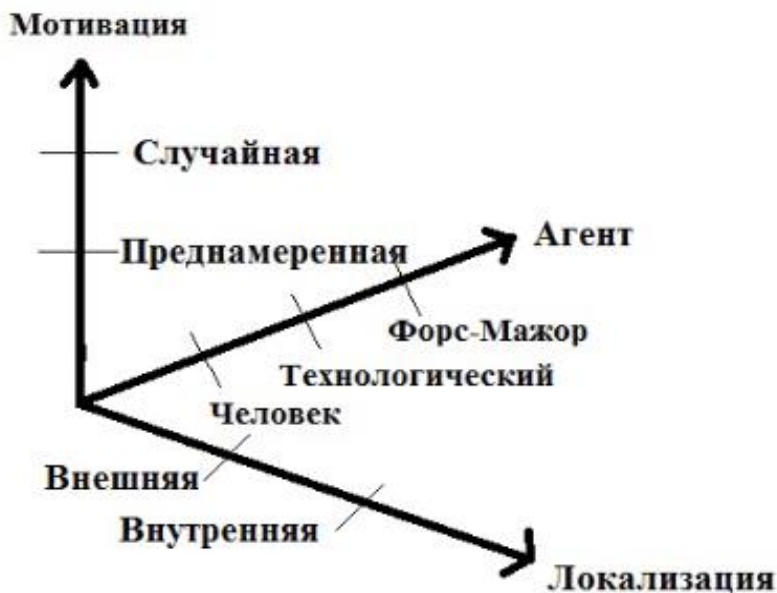 Мотивация
Случайная
Преднамеренная
Агент
Форс-Мажор
Технологический
Человек
Внешняя
Внутренняя
Локализация